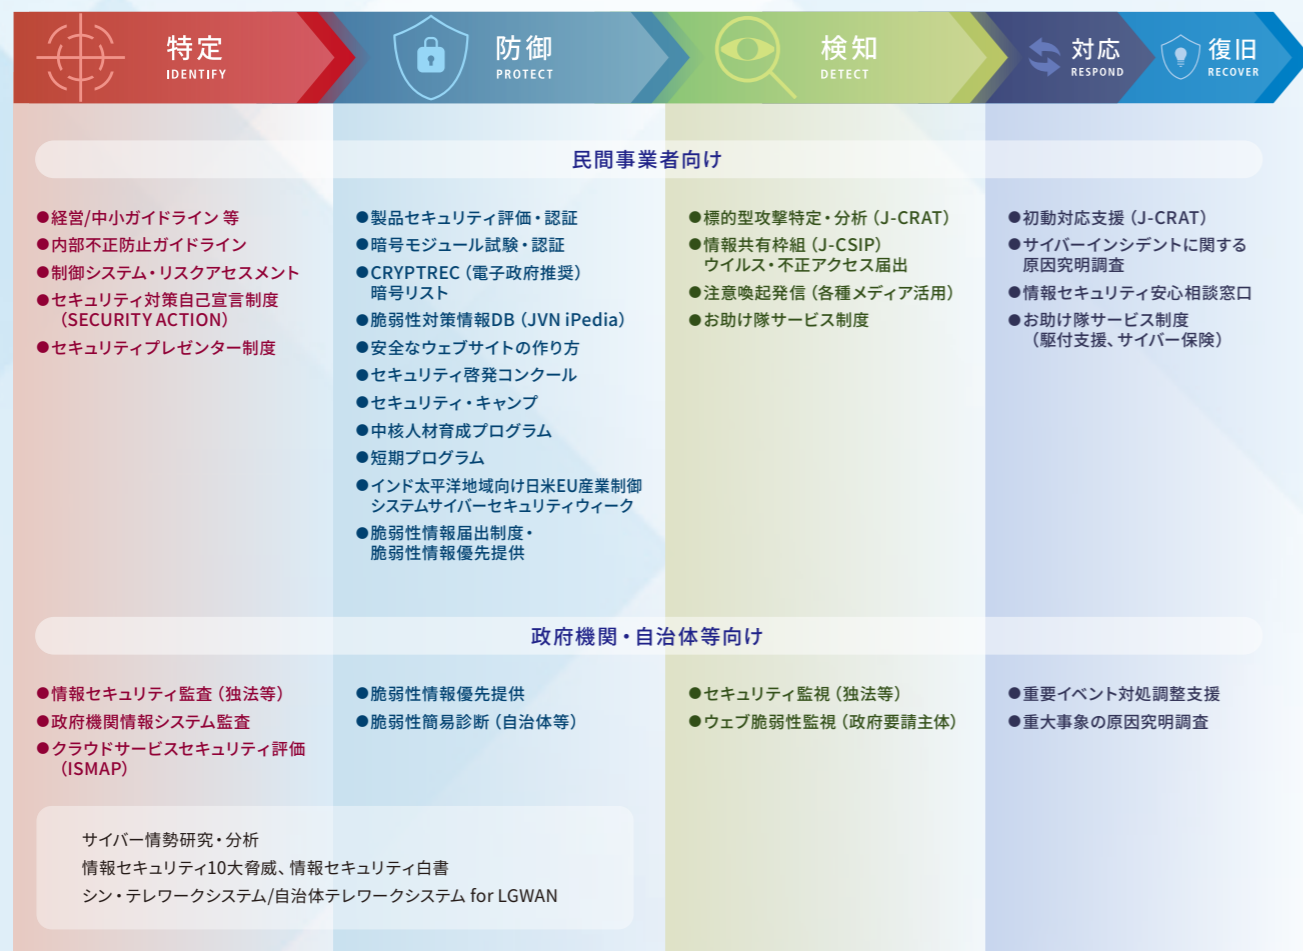 特定
IDENTIFY
防御
PROTECT
検知
DETECT
対応
RESPOND
復旧
RECOVER
民間事業者向け
●経営/中小ガイドライン 等
●内部不正防止ガイドライン
●制御システム・リスクアセスメント
●セキュリティ対策自己宣言制度
（SECURITY ACTION）
●セキュリティプレゼンター制度
●製品セキュリティ評価・認証
●暗号モジュール試験・認証
●CRYPTREC（電子政府推奨）
暗号リスト
●脆弱性対策情報DB（JVN iPedia）
●安全なウェブサイトの作り方
●セキュリティ啓発コンクール
●セキュリティ・キャンプ
●中核人材育成プログラム
●短期プログラム
●インド太平洋地域向け日米EU産業制御
システムサイバーセキュリティウィーク
●脆弱性情報届出制度・
脆弱性情報優先提供
●標的型攻撃特定・分析（J-CRAT）
●情報共有枠組（J-CSIP）
ウイルス・不正アクセス届出
●注意喚起発信（各種メディア活用）
●お助け隊サービス制度
●初動対応支援（J-CRAT）
●サイバーインシデントに関する
原因究明調査
●情報セキュリティ安心相談窓口
●お助け隊サービス制度
（駆付支援、サイバー保険）
政府機関・自治体等向け
●情報セキュリティ監査（独法等）
●政府機関情報システム監査
●クラウドサービスセキュリティ評価
（ISMAP）
●脆弱性情報優先提供
●脆弱性簡易診断（自治体等）
●セキュリティ監視（独法等）
●ウェブ脆弱性監視（政府要請主体）
●重要イベント対処調整支援
●重大事象の原因究明調査
サイバー情勢研究・分析
情報セキュリティ10大脅威、情報セキュリティ白書
シン・テレワークシステム/自治体テレワークシステム for LGWAN